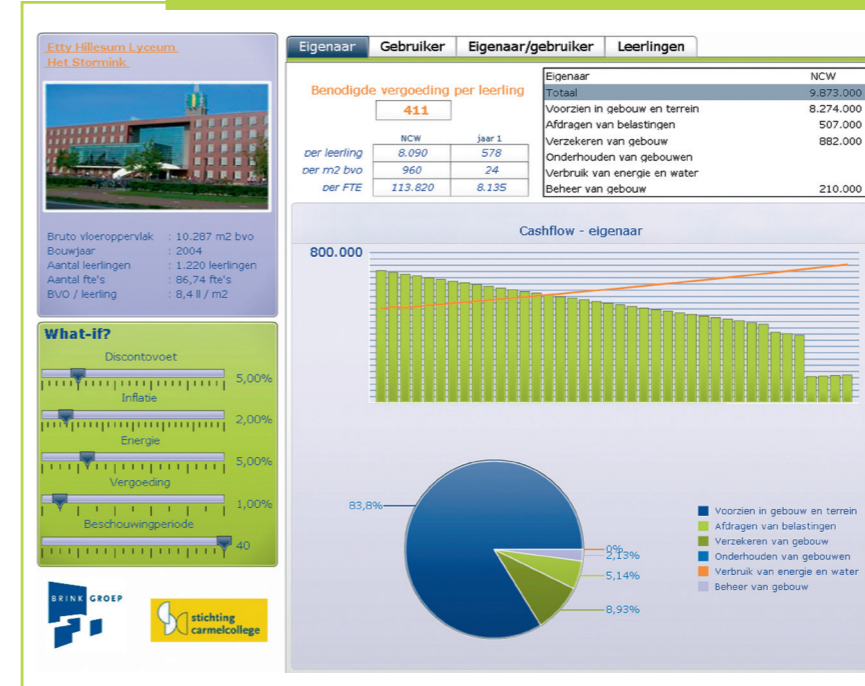 Etty Hillesum Lyceum
Het Stormink
Bruto vloeroppervlak : 10.287 m2 bvo
Bouwjaar : 2004
Aantal leerlingen : 1.220 leerlingen
Aantal fte's : 86,74 fte's
BVO / leerling : 8,4 ll / m2
What-if?
Discontovoet
5,00%
Inflatie
2,00%
Energie
5,00%
Vergoeding
1,00%
Beschouwingperiode
40
BRINK GROEP
stichting
carmelcollege
Eigenaar Gebruiker Eigenaar/gebruiker Leerlingen
Benodigde vergoeding per leerling
411
NCW jaar 1
per leerling 8.090 578
per m2 bvo 960 24
per FTE 113.820 8.135
Eigenaar NCW
Totaal 9.873.000
Voorzien in gebouw en terrein 8.274.000
Afdragen van belastingen 507.000
Verzekeren van gebouw 882.000
Onderhouden van gebouwen
Verbruik van energie en water
Beheer van gebouw 210.000
Cashflow - eigenaar
800.000
83,8%
0%
2,13%
5,14%
8,93%
Voorzien in gebouw en terrein
Afdragen van belastingen
Verzekeren van gebouw
Onderhouden van gebouwen
Verbruik van energie en water
Beheer van gebouw